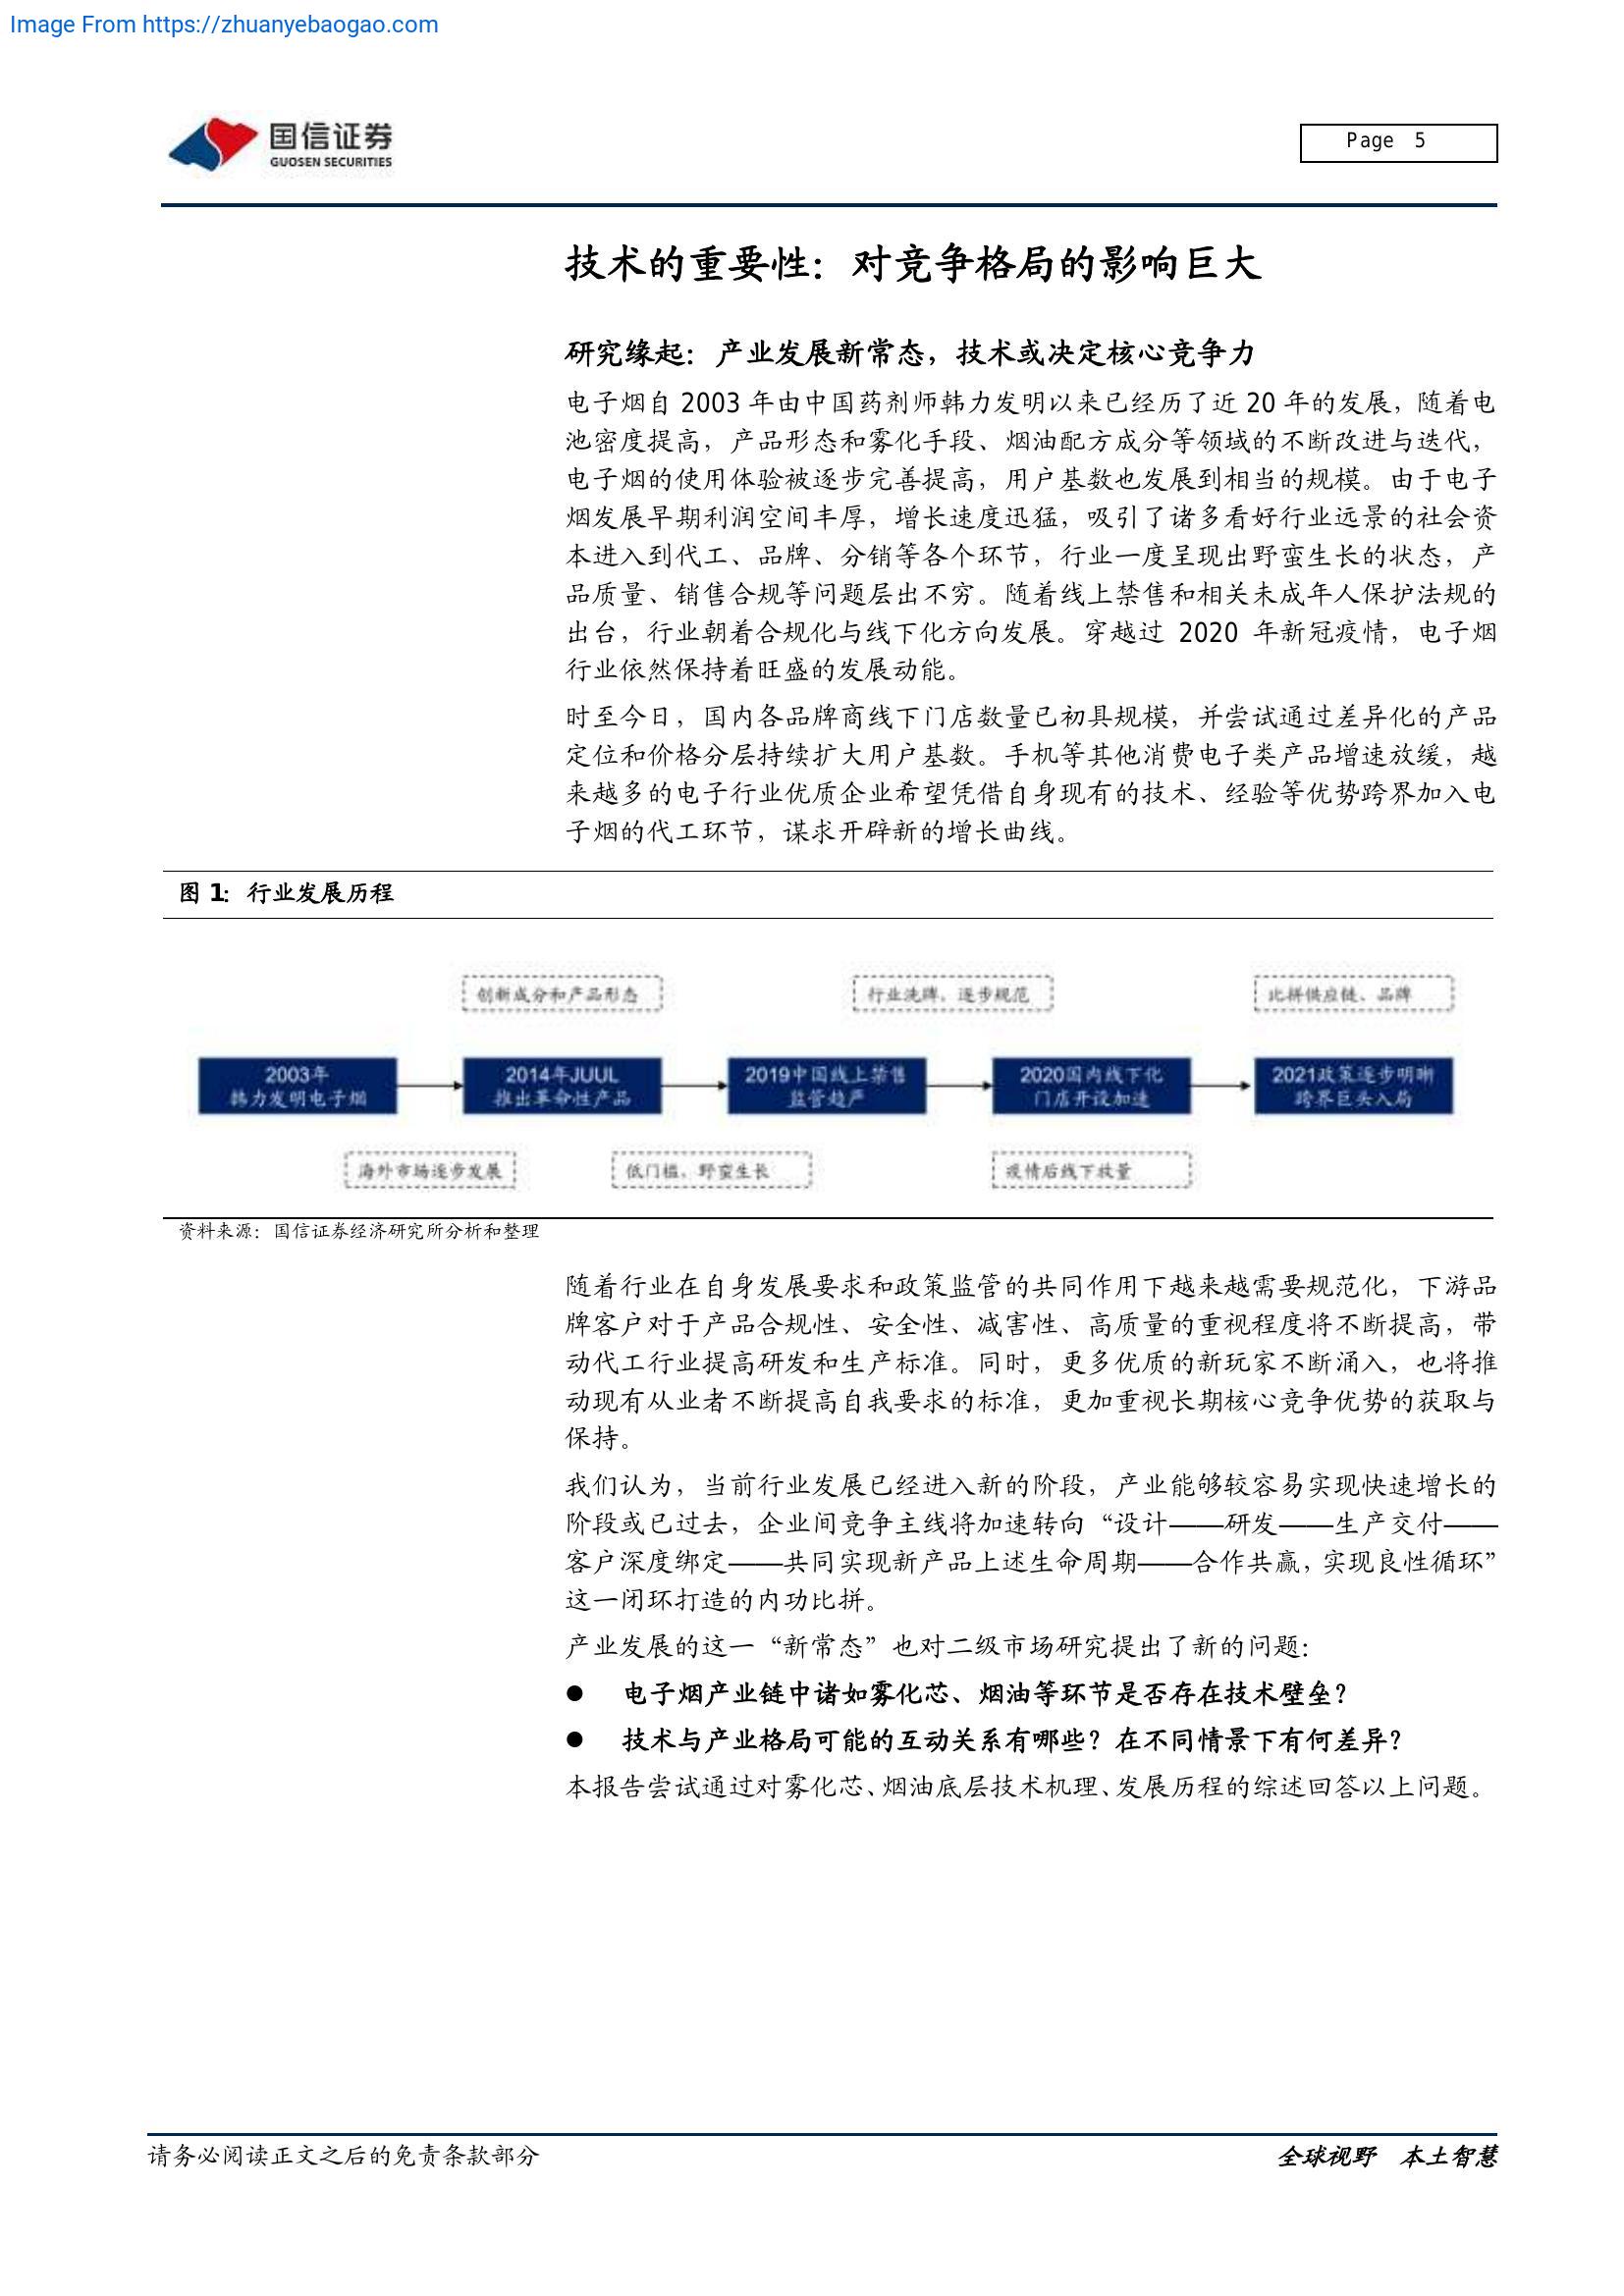 Image From https://zhuanyebaogao.com
国信证券
GUOSEN SECURITIES
Page 5
技术的重要性：对竞争格局的影响巨大
研究缘起：产业发展新常态，技术或决定核心竞争力
电子烟自 2003 年由中国药剂师韩力发明以来已经历了近 20 年的发展，随着电
池密度提高，产品形态和雾化手段、烟油配方成分等领域的不断改进与迭代，
电子烟的使用体验被逐步完善提高，用户基数也发展到相当的规模。由于电子
烟发展早期利润空间丰厚，增长速度迅猛，吸引了诸多看好行业远景的社会资
本进入到代工、品牌、分销等各个环节，行业一度呈现出野蛮生长的状态，产
品质量、销售合规等问题层出不穷。随着线上禁售和相关未成年人保护法规的
出台，行业朝着合规化与线下化方向发展。穿越过 2020 年新冠疫情，电子烟
行业依然保持着旺盛的发展动能。
时至今日，国内各品牌商线下门店数量已初具规模，并尝试通过差异化的产品
定位和价格分层持续扩大用户基数。手机等其他消费电子类产品增速放缓，越
来越多的电子行业优质企业希望凭借自身现有的技术、经验等优势跨界加入电
子烟的代工环节，谋求开辟新的增长曲线。
图 1：行业发展历程
创新成分和产品形态
行业洗牌、逐步规范
比拼供应链、品牌
2003年
韩力发明电子烟
2014年JUUL
推出革命性产品
2019中国线上禁售
监管趋严
2020国内线下化
门店开设加速
2021政策逐步明晰
跨界巨头入局
海外市场逐步发展
低门槛、野蛮生长
疫情后线下放量
资料来源：国信证券经济研究所分析和整理
随着行业在自身发展要求和政策监管的共同作用下越来越需要规范化，下游品
牌客户对于产品合规性、安全性、减害性、高质量的重视程度将不断提高，带
动代工行业提高研发和生产标准。同时，更多优质的新玩家不断涌入，也将推
动现有从业者不断提高自我要求的标准，更加重视长期核心竞争优势的获取与
保持。
我们认为，当前行业发展已经进入新的阶段，产业能够较容易实现快速增长的
阶段或已过去，企业间竞争主线将加速转向“设计——研发——生产交付——
客户深度绑定——共同实现新产品上述生命周期——合作共赢，实现良性循环”
这一闭环打造的内功比拼。
产业发展的这一“新常态”也对二级市场研究提出了新的问题：
● 电子烟产业链中诸如雾化芯、烟油等环节是否存在技术壁垒？
● 技术与产业格局可能的互动关系有哪些？在不同情景下有何差异？
本报告尝试通过对雾化芯、烟油底层技术机理、发展历程的综述回答以上问题。
请务必阅读正文之后的免责条款部分
全球视野 本土智慧